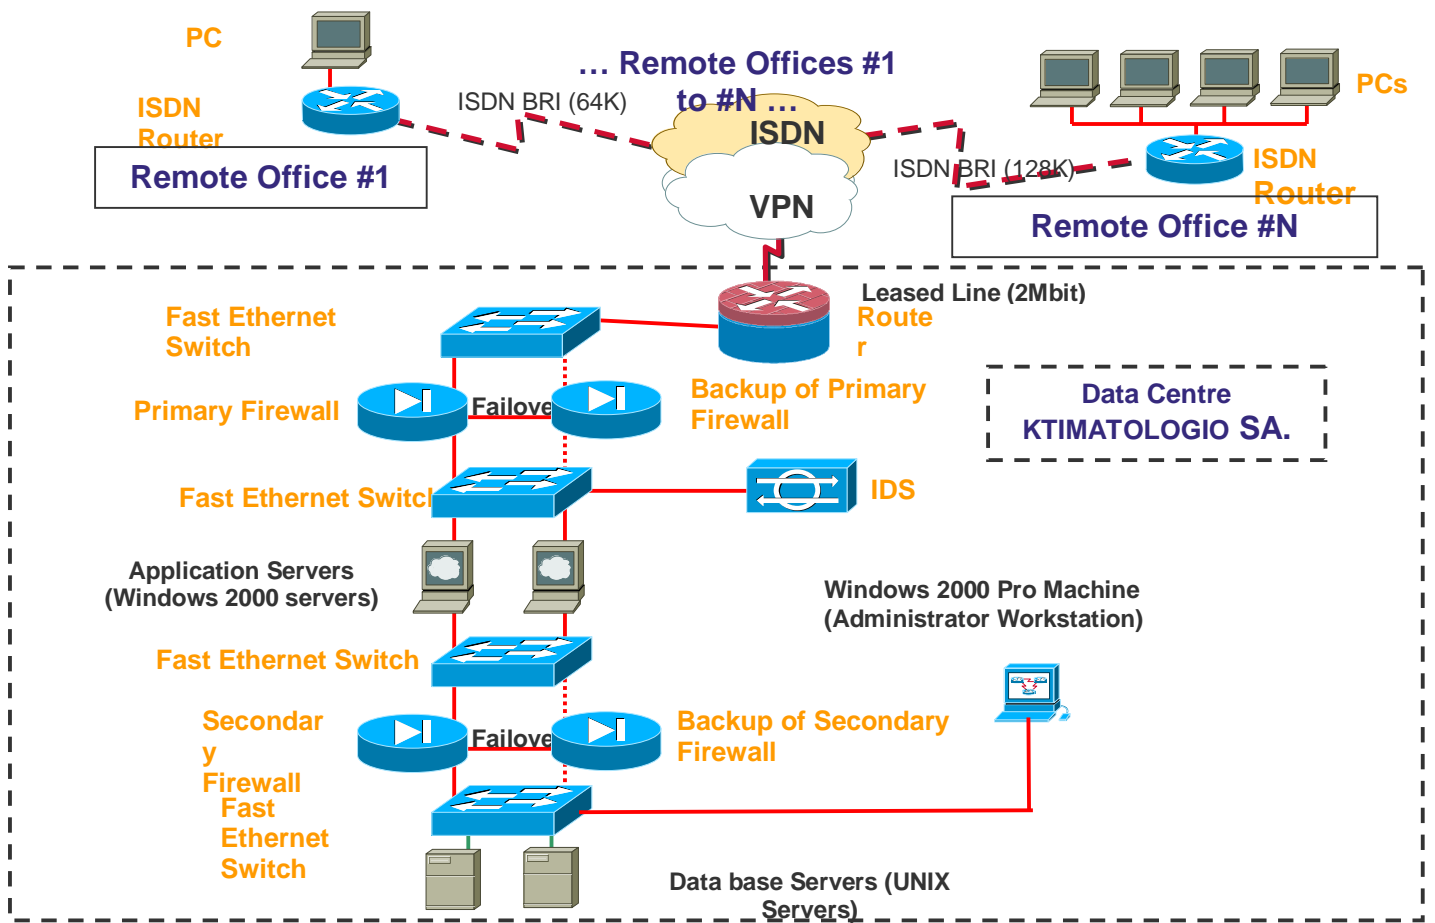 PC
… Remote Offices #1
to #N …
PCs
ISDN BRI (64K)
ISDN
Router
ISDN
ISDN BRI (128K)
ISDN
Router
Remote Office #1
VPN
Remote Office #N
Leased Line (2Mbit)
Fast Ethernet
Switch
Route
r
Primary Firewall
Failove
Backup of Primary
Firewall
Data Centre
KTIMATOLOGIO SA.
Fast Ethernet Switc
IDS
Application Servers
(Windows 2000 servers)
Windows 2000 Pro Machine
(Administrator Workstation)
Fast Ethernet Switch
Secondar
y
Firewall
Failove
Backup of Secondary
Firewall
Fast
Ethernet
Switch
Data base Servers (UNIX
Servers)